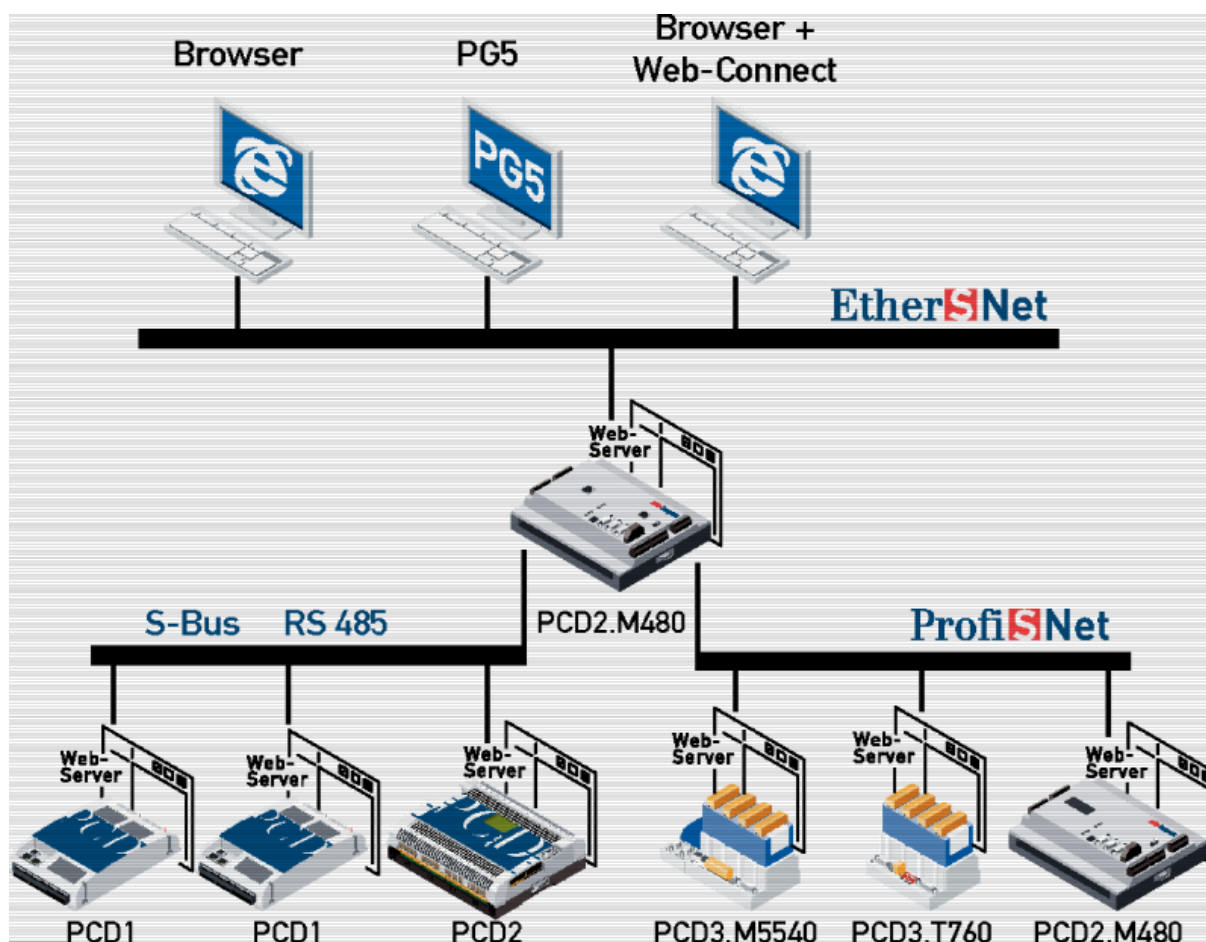 Browser
PG5
Browser +
Web-Connect
PG5
EtherSNet
Web-
Server
PCD2.M480
S-Bus RS 485
ProfiSNet
Web-
Server
Web-
Server
Web-
Server
Web-
Server
Web-
Server
Web-
Server
PCD1
PCD1
PCD2
PCD3.M5540
PCD3.T760
PCD2.M480